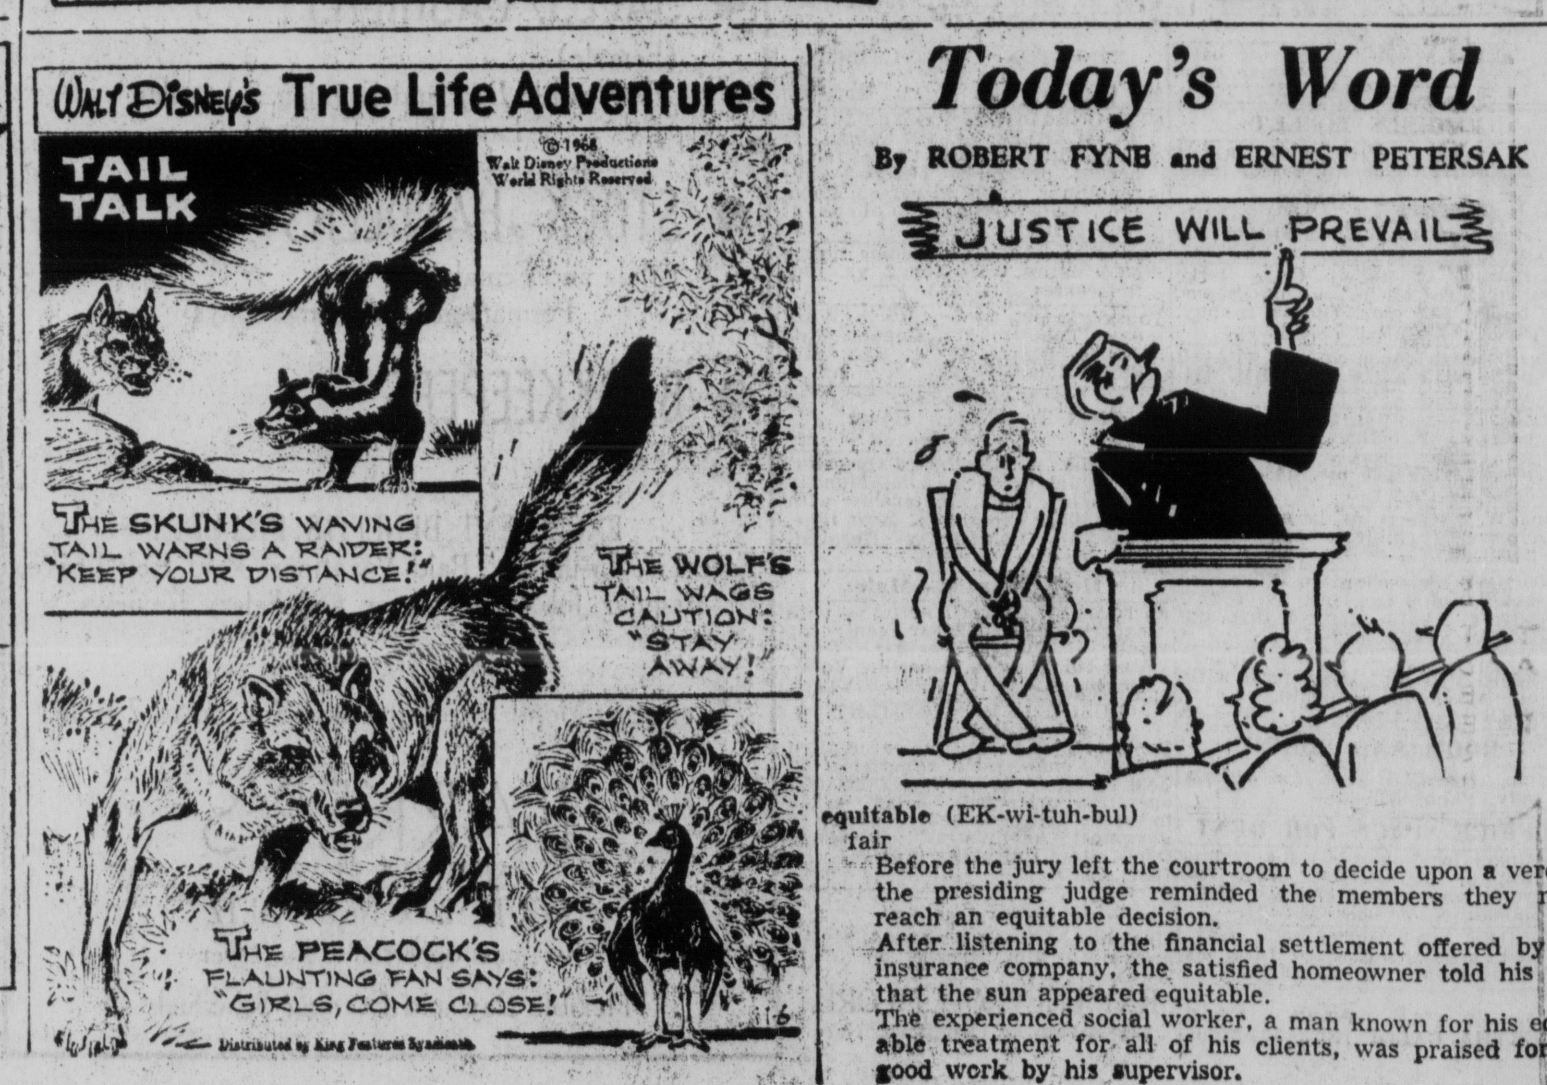 WALT DISNEY'S True Life Adventures
TAIL
TALK
© 1968
Walt Disney Productions
World Rights Reserved
THE SKUNK'S WAVING
TAIL WARNS A RAIDER:
"KEEP YOUR DISTANCE!"
THE WOLF'S
TAIL WAGS
CAUTION:
"STAY
AWAY!
THE PEACOCK'S
FLAUNTING FAN SAYS:
"GIRLS, COME CLOSE!"
11-6
Distributed by King Features Syndicate
Today's Word
By ROBERT FYNE and ERNEST PETERSAK
JUSTICE WILL PREVAIL
equitable (EK-wi-tuh-bul)
fair
Before the jury left the courtroom to decide upon a ver
the presiding judge reminded the members they
reach an equitable decision.
After listening to the financial settlement offered by
insurance company, the satisfied homeowner told his
that the sun appeared equitable.
The experienced social worker, a man known for his e
able treatment for all of his clients, was praised for
good work by his supervisor.